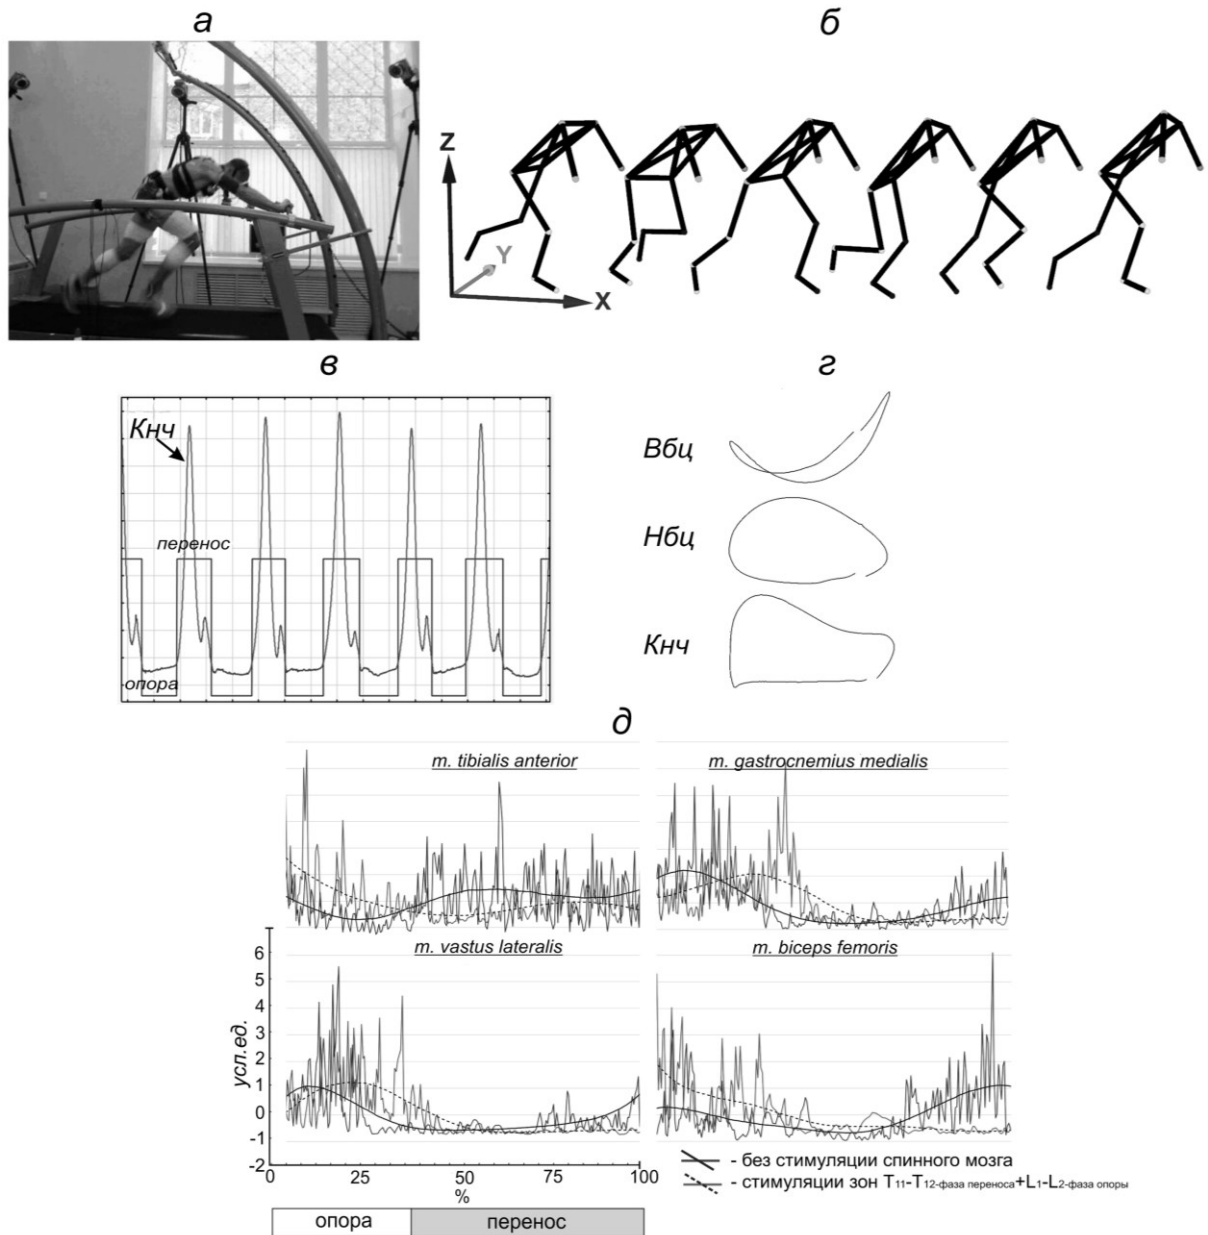 а
б
Z
Y
X
в
г
Кнч
перенос
опора
Вбц
Нбц
Кнч
д
m. tibialis anterior
m. gastrocnemius medialis
m. vastus lateralis
m. biceps femoris
усл.ед.
6
5
4
3
2
1
0
-1
-2
15
25
50
75
100
%
- без стимуляции спинного мозга
- стимуляции зон T11-T12-фаза переноса+L1-L2-фаза опоры
опора
перенос